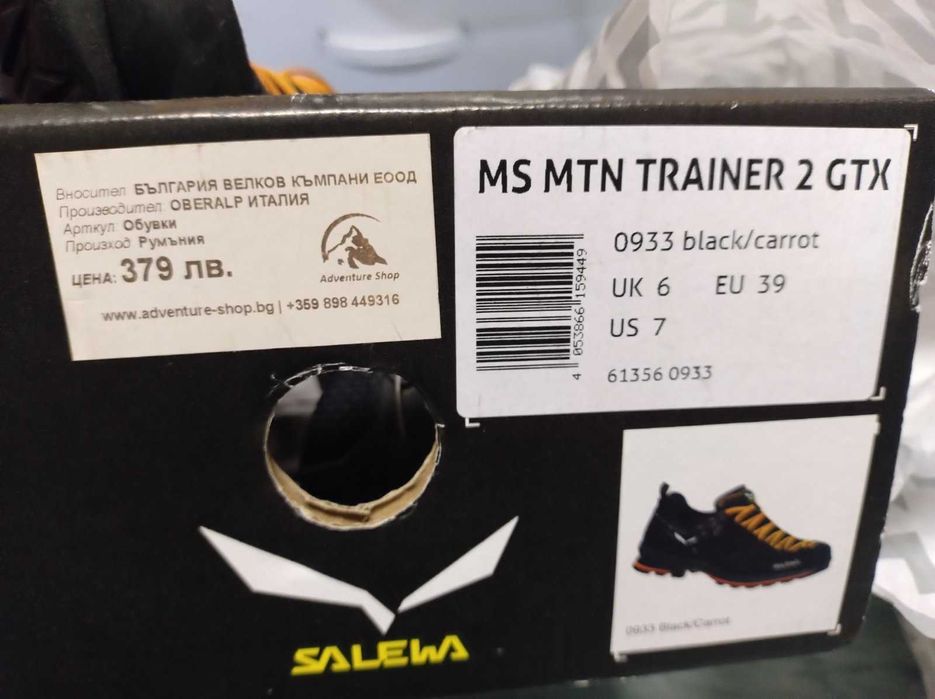 Вносител: БЪЛГАРИЯ ВЕЛКОВ КЪМПАНИ ЕООД
Производител: OBERALP ИТАЛИЯ
Артикул: Обувки
Произход: Румъния
ЦЕНА: 379 лв.
Adventure Shop
www.adventure-shop.bg | +359 898 449316
MS MTN TRAINER 2 GTX
0933 black/carrot
UK 6 EU 39
US 7
4 053866 159449
61356 0933
0933 Black/Carrot
SALEWA